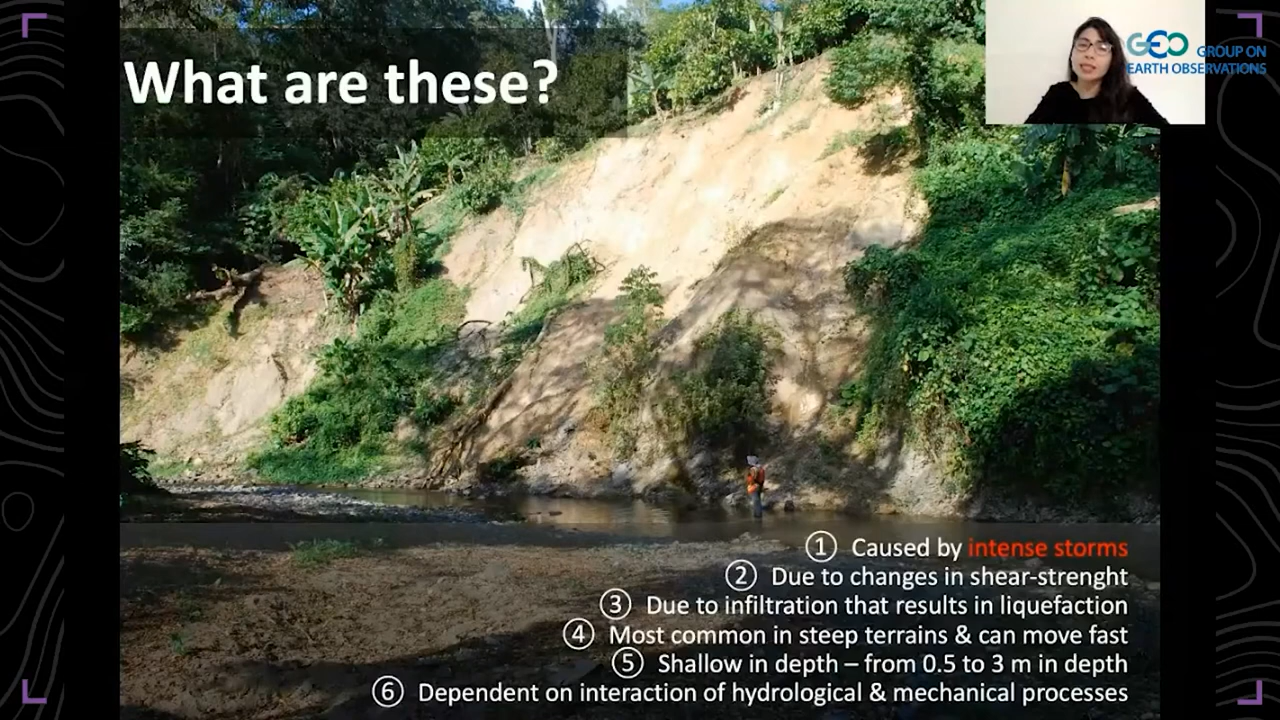 What are these?
GEO GROUP ON
EARTH OBSERVATIONS
① Caused by intense storms
② Due to changes in shear-strenght
③ Due to infiltration that results in liquefaction
④ Most common in steep terrains & can move fast
⑤ Shallow in depth – from 0.5 to 3 m in depth
⑥ Dependent on interaction of hydrological & mechanical processes